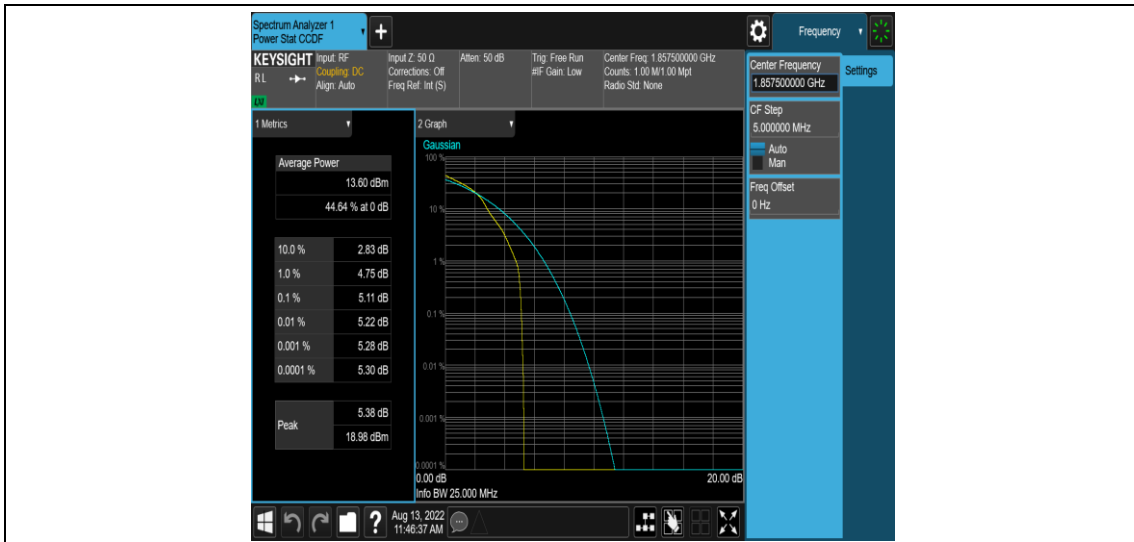 Spectrum Analyzer 1
Power Stat CCDF
Frequency
KEYSIGHT
RL
LXI
Input: RF
Coupling: DC
Align: Auto
Input Z: 50 Ω
Corrections: Off
Freq Ref: Int (S)
Atten: 50 dB
Trig: Free Run
#IF Gain: Low
Center Freq: 1.857500000 GHz
Counts: 1.00 M/1.00 Mpt
Radio Std: None
Center Frequency
1.857500000 GHz
Settings
CF Step
5.000000 MHz
Auto
Man
Freq Offset
0 Hz
1 Metrics
Average Power
13.60 dBm
44.64 % at 0 dB
10.0 % 2.83 dB
1.0 % 4.75 dB
0.1 % 5.11 dB
0.01 % 5.22 dB
0.001 % 5.28 dB
0.0001 % 5.30 dB
Peak 5.38 dB
18.98 dBm
2 Graph
Gaussian
100 %
10 %
1 %
0.1 %
0.01 %
0.001 %
0.0001 %
0.00 dB 20.00 dB
Info BW 25.000 MHz
?
Aug 13, 2022
11:46:37 AM